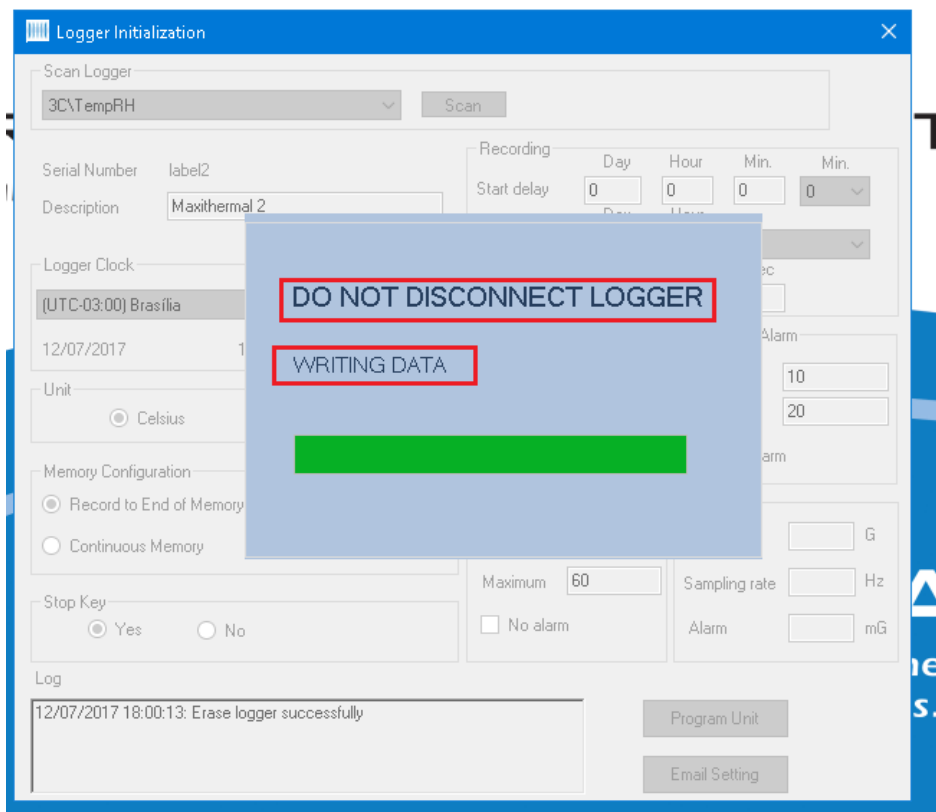 Logger Initialization
Scan Logger
3C\TempRH
Scan
Serial Number label2
Description Maxithermal 2
Recording
Day Hour Min. Min.
Start delay 0 0 0 0
Logger Clock
(UTC-03:00) Brasília
12/07/2017 1
Unit
Celsius
Memory Configuration
Record to End of Memory
Continuous Memory
Stop Key
Yes No
DO NOT DISCONNECT LOGGER
WRITING DATA
Alarm
10
20
G
Maximum 60
Sampling rate Hz
No alarm
Alarm mG
Log
12/07/2017 18:00:13: Erase logger successfully
Program Unit
Email Setting